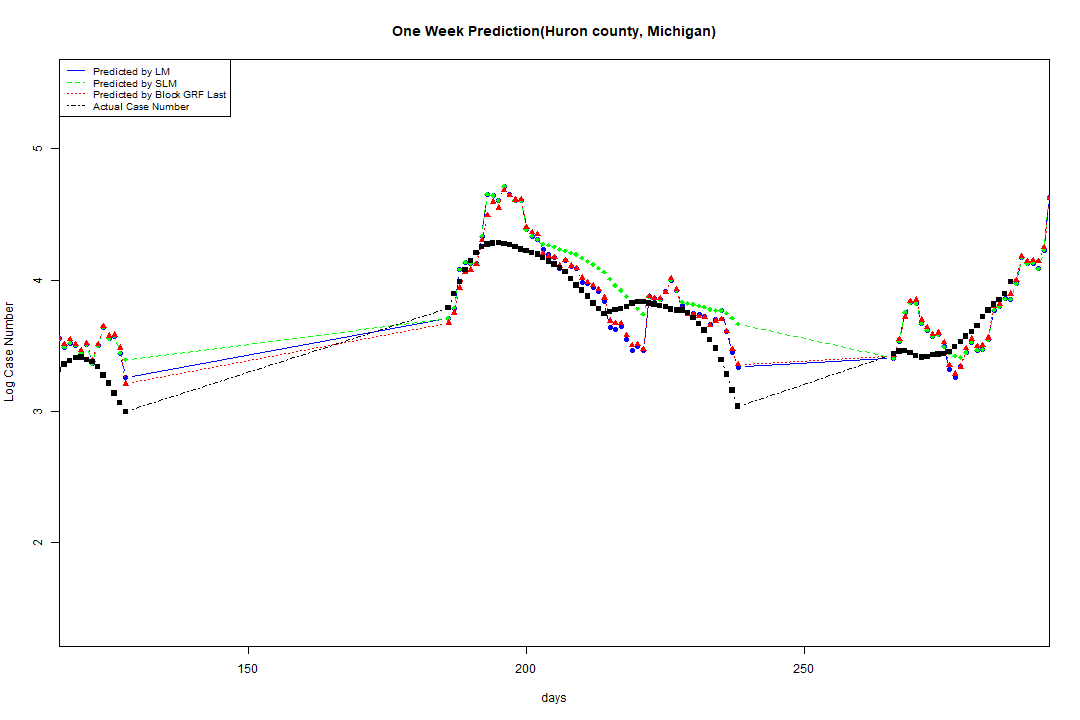 One Week Prediction(Huron county, Michigan)
Predicted by LM
Predicted by SLM
Predicted by Block GRF Last
Actual Case Number
5
4
3
2
Log Case Number
150
200
250
days